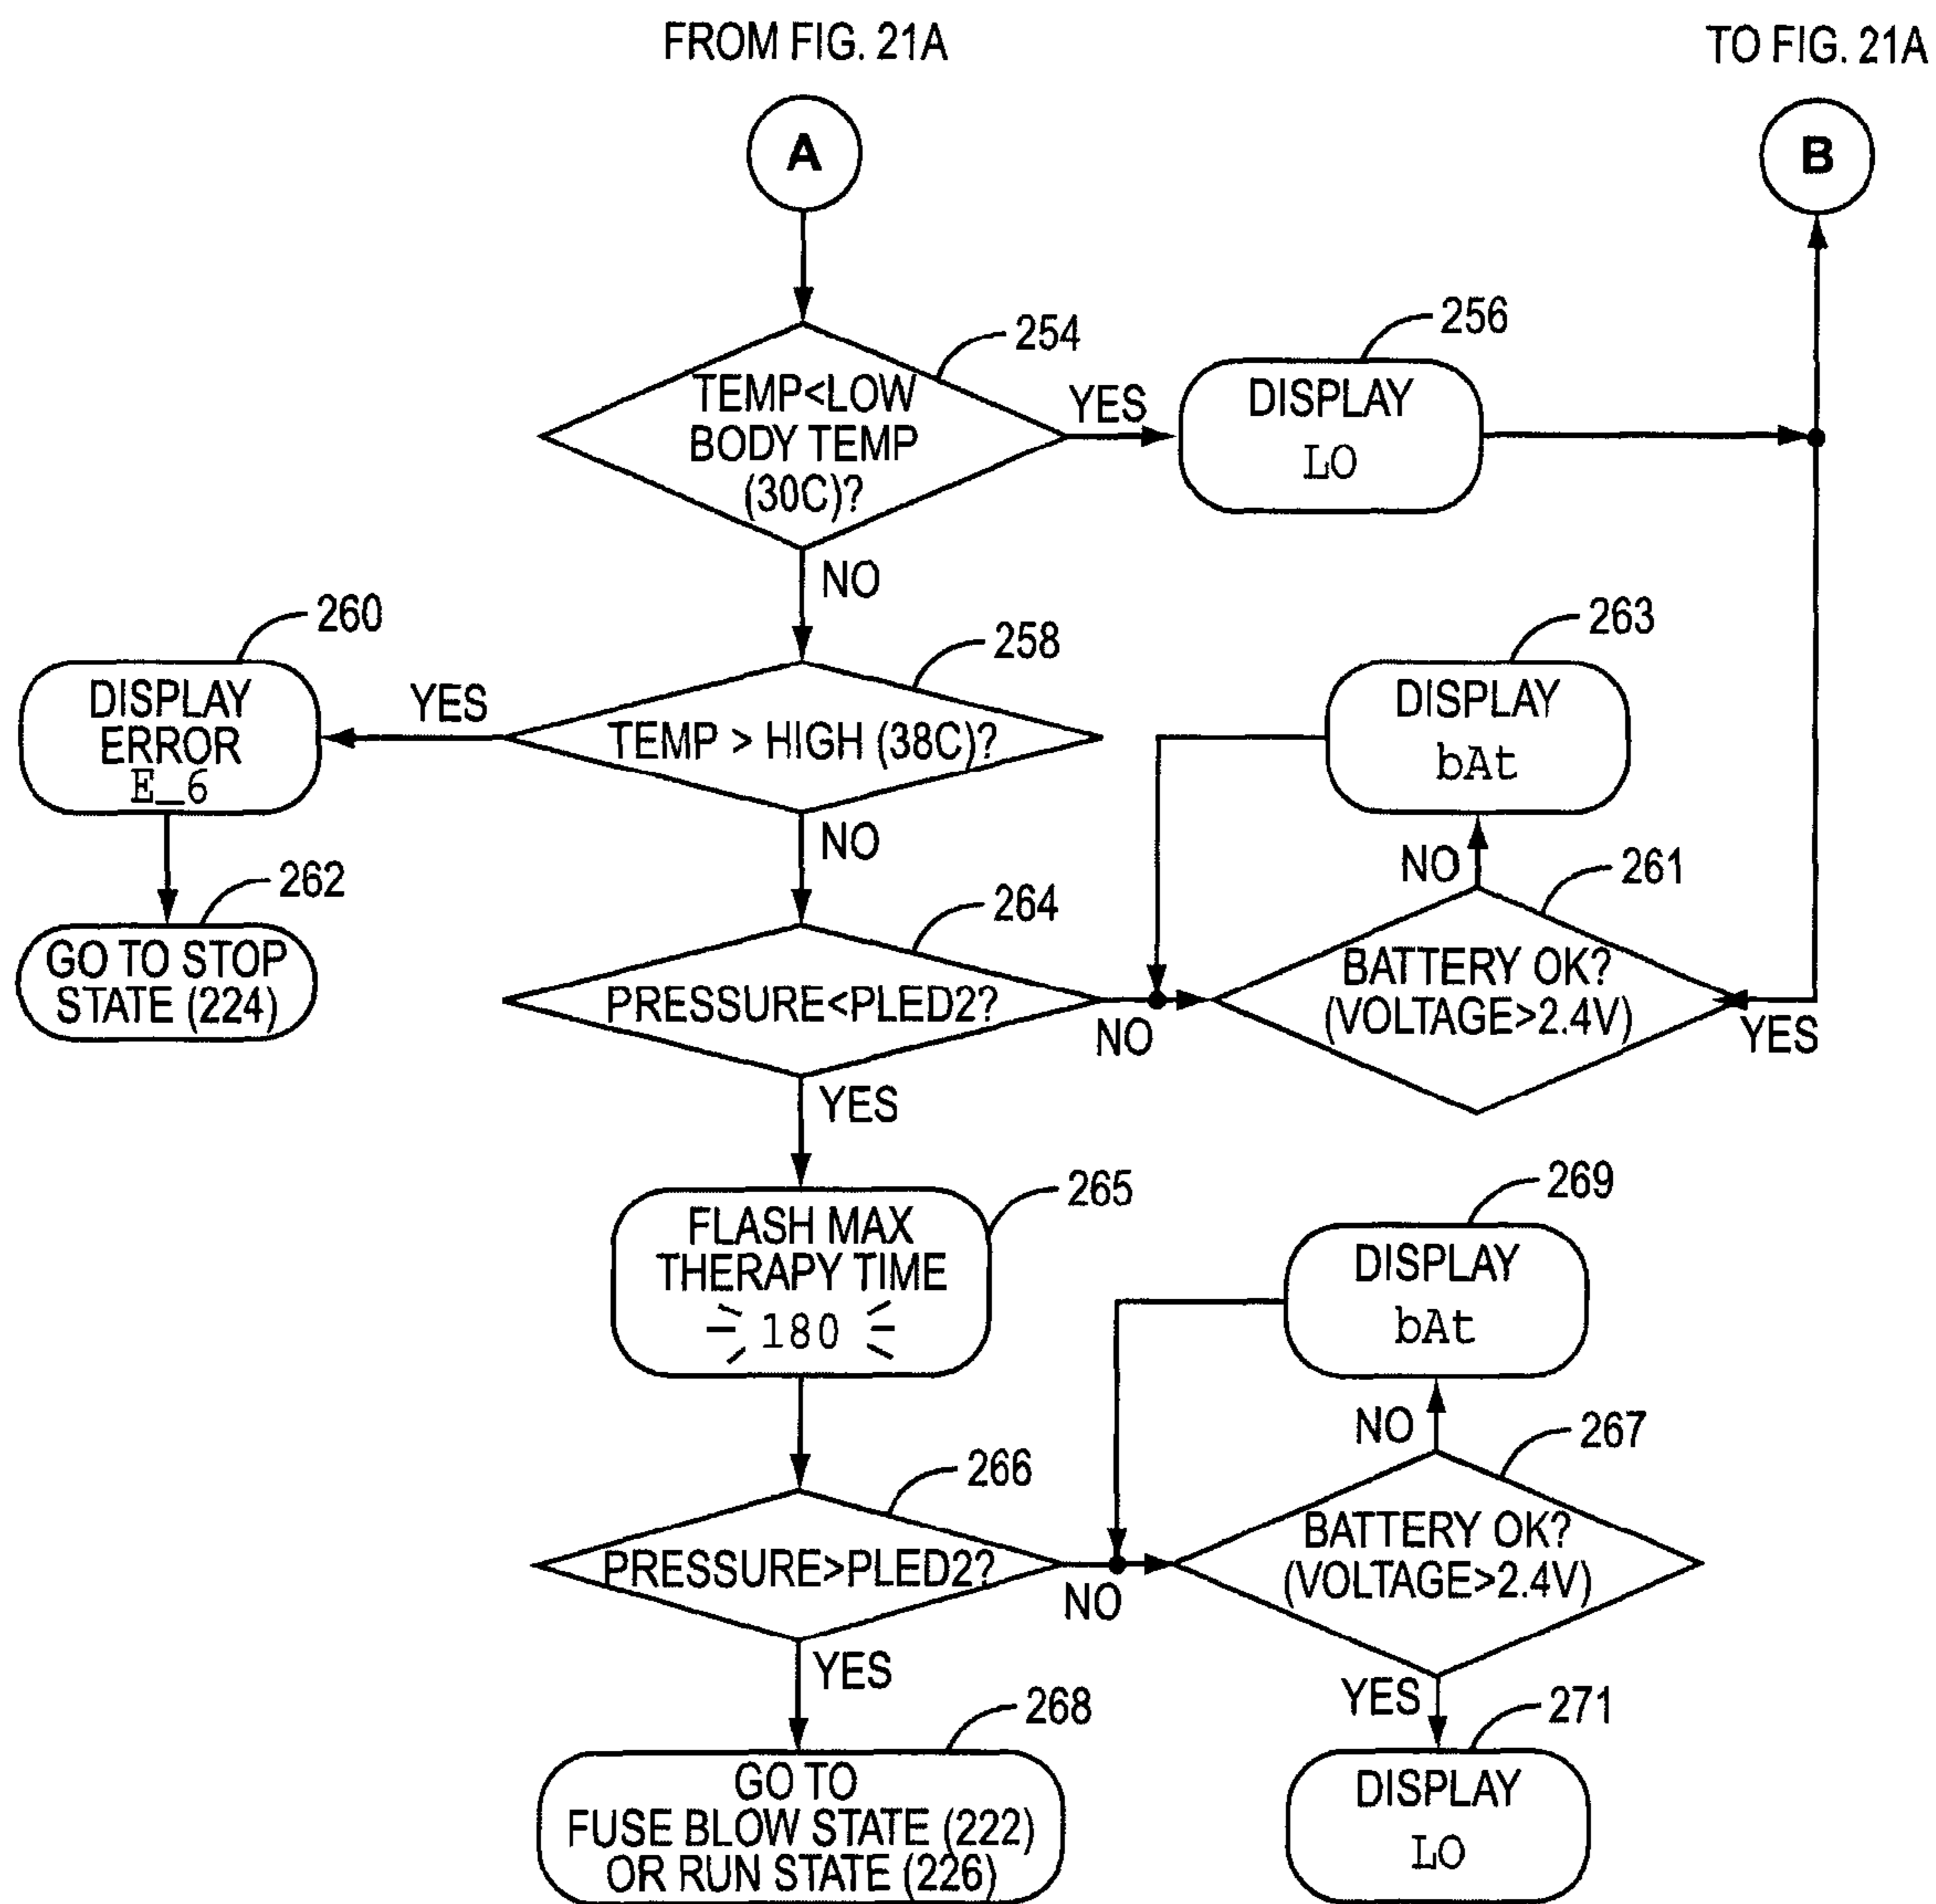 FROM FIG. 21A
TO FIG. 21A
A
B
254
TEMP<LOW
BODY TEMP
(30C)?
YES
256
DISPLAY
LO
NO
260
DISPLAY
ERROR
E_6
YES
258
TEMP > HIGH (38C)?
263
DISPLAY
bAt
NO
NO
261
262
GO TO STOP
STATE (224)
264
PRESSURE<PLED2?
NO
BATTERY OK?
(VOLTAGE>2.4V)
YES
YES
265
FLASH MAX
THERAPY TIME
180
269
DISPLAY
bAt
NO
267
266
PRESSURE>PLED2?
NO
BATTERY OK?
(VOLTAGE>2.4V)
YES
YES
268
GO TO
FUSE BLOW STATE (222)
OR RUN STATE (226)
271
DISPLAY
LO